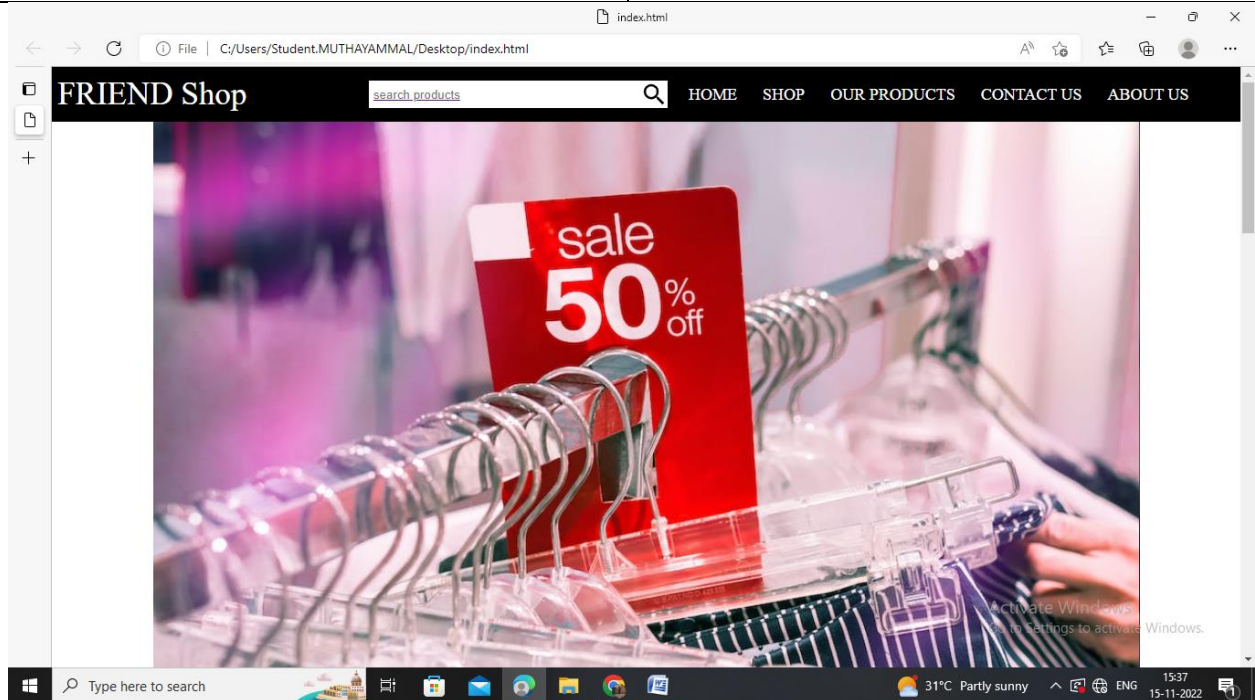 index.html
File | C:/Users/Student.MUTHAYAMMAL/Desktop/index.html
FRIEND Shop
search products
HOME SHOP OUR PRODUCTS CONTACT US ABOUT US
sale
50%
off
Activate Windows
Go to Settings to activate Windows.
Type here to search
31°C Partly sunny
ENG
15:37
15-11-2022